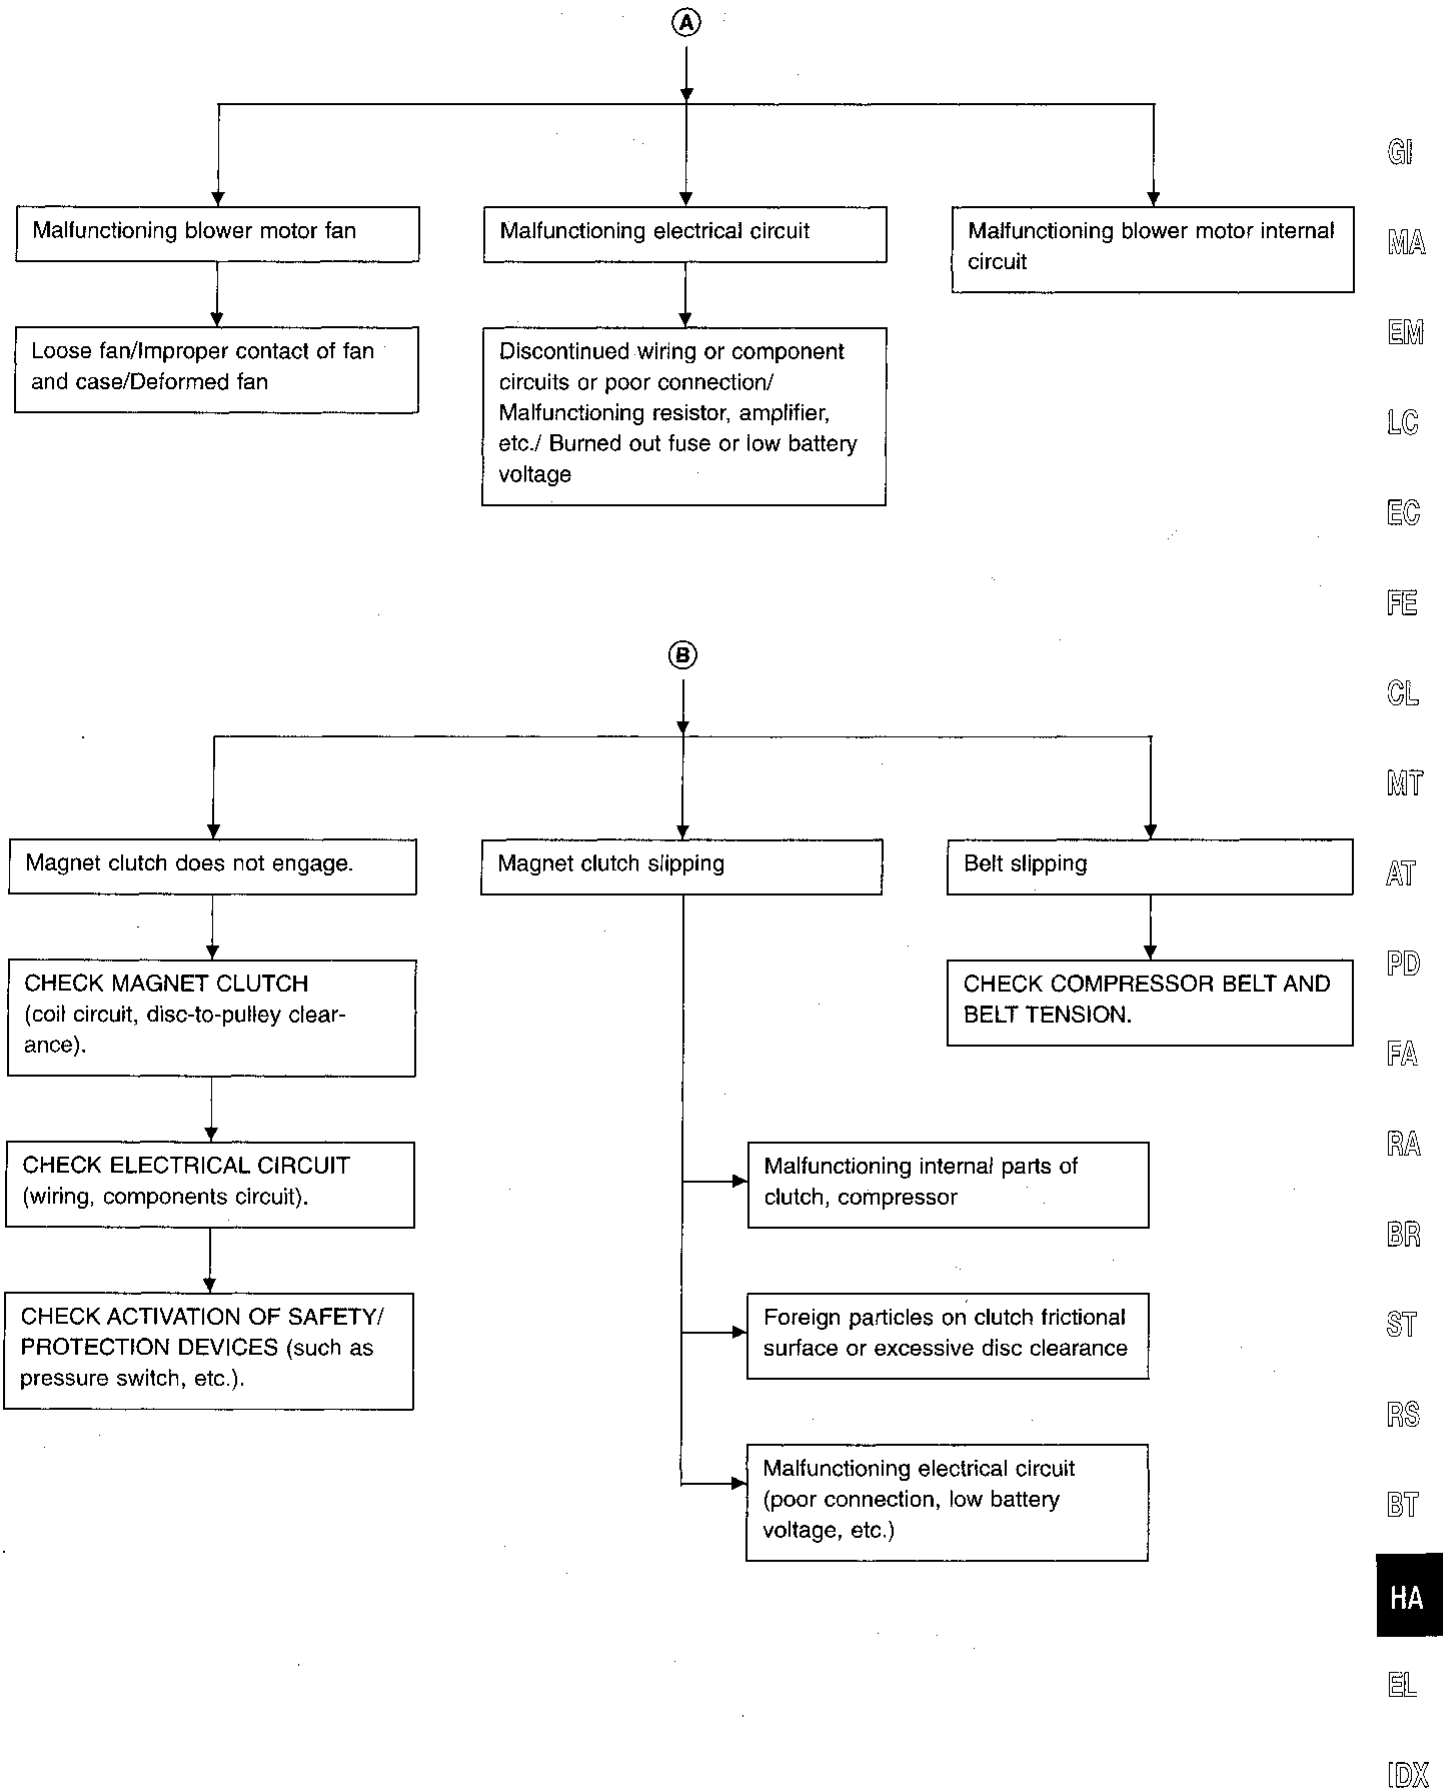 A
Malfunctioning blower motor fan
Malfunctioning electrical circuit
Malfunctioning blower motor internal
circuit
Loose fan/Improper contact of fan
and case/Deformed fan
Discontinued wiring or component
circuits or poor connection/
Malfunctioning resistor, amplifier,
etc./ Burned out fuse or low battery
voltage
B
Magnet clutch does not engage.
Magnet clutch slipping
Belt slipping
CHECK MAGNET CLUTCH
(coil circuit, disc-to-pulley clear-
ance).
CHECK COMPRESSOR BELT AND
BELT TENSION.
CHECK ELECTRICAL CIRCUIT
(wiring, components circuit).
Malfunctioning internal parts of
clutch, compressor
CHECK ACTIVATION OF SAFETY/
PROTECTION DEVICES (such as
pressure switch, etc.).
Foreign particles on clutch frictional
surface or excessive disc clearance
Malfunctioning electrical circuit
(poor connection, low battery
voltage, etc.)
GI
MA
EM
LC
EC
FE
CL
MT
AT
PD
FA
RA
BR
ST
RS
BT
HA
EL
IDX